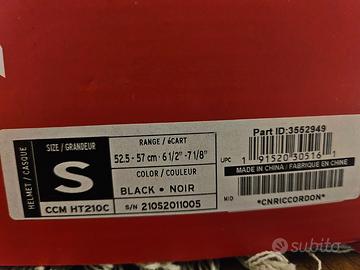 HELMET / CASQUE
SIZE / GRANDEUR
S
CCM HT210C
RANGE / éCART
52.5 - 57 cm · 6 1/2" - 7 1/8"
COLOR / COULEUR
BLACK • NOIR
S/N 21052011005
Part ID:3552949
UPC
1 91520 30516 1
MADE IN CHINA / FABRIQUE EN CHINE
MID
*CNRICCORDON*
subito